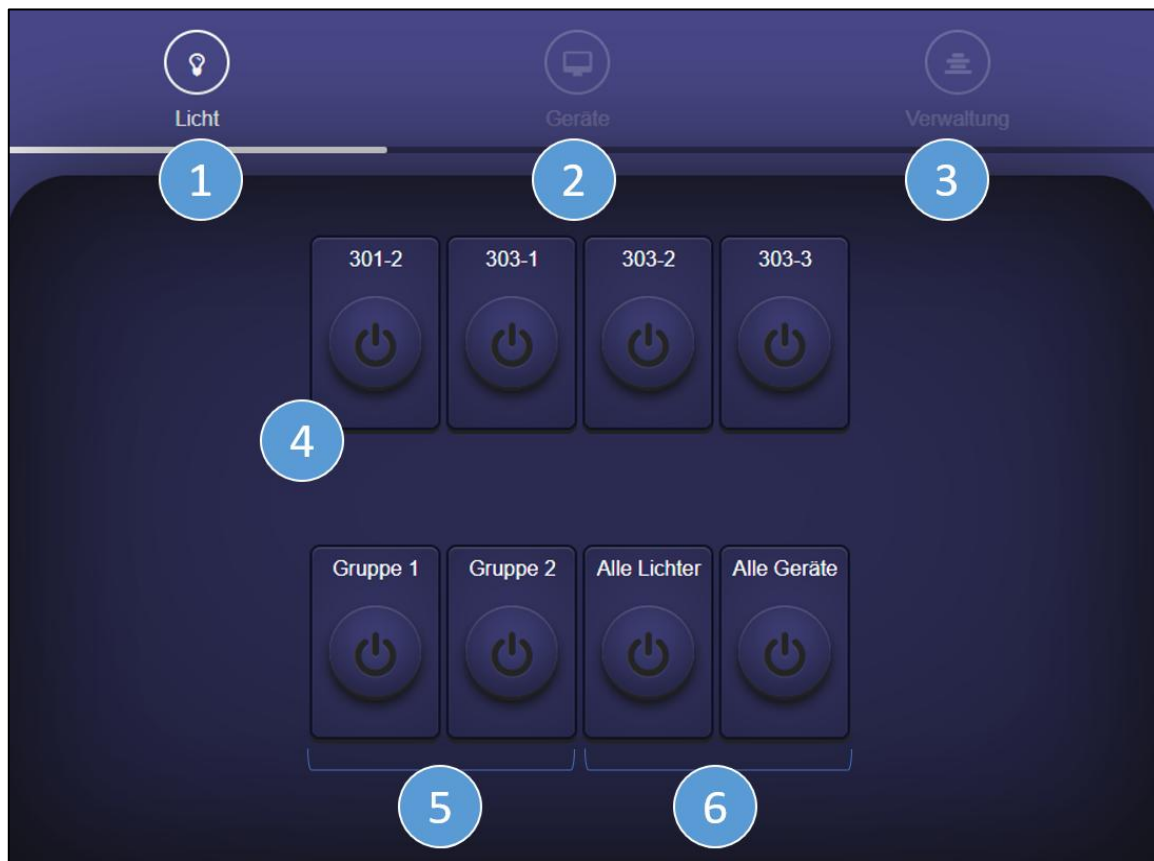 Licht Geräte Verwaltung
1 2 3
301-2 303-1 303-2 303-3
4
Gruppe 1 Gruppe 2 Alle Lichter Alle Geräte
5 6